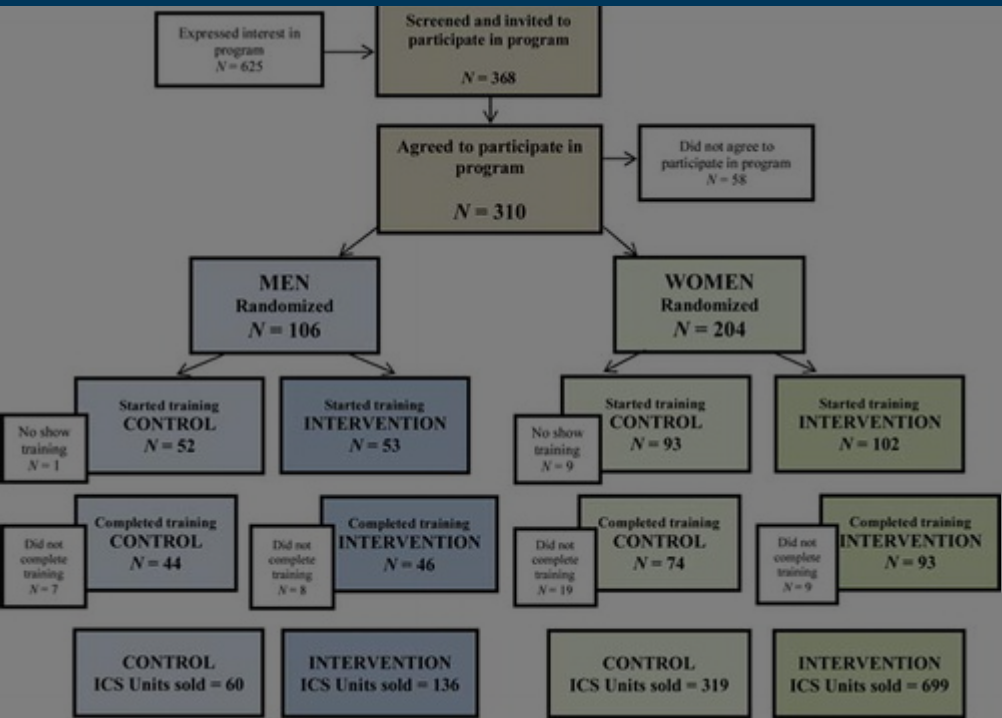 Expressed interest in
program
N = 625
Screened and invited to
participate in program
N = 368
Agreed to participate in
program
N = 310
Did not agree to
participate in program
N = 58
MEN
Randomized
N = 106
WOMEN
Randomized
N = 204
No show
training
N = 1
Started training
CONTROL
N = 52
Started training
INTERVENTION
N = 53
No show
training
N = 9
Started training
CONTROL
N = 93
Started training
INTERVENTION
N = 102
Did not
complete
training
N = 7
Completed training
CONTROL
N = 44
Did not
complete
training
N = 8
Completed training
INTERVENTION
N = 46
Did not
complete
training
N = 19
Completed training
CONTROL
N = 74
Did not
complete
training
N = 9
Completed training
INTERVENTION
N = 93
CONTROL
ICS Units sold = 60
INTERVENTION
ICS Units sold = 136
CONTROL
ICS Units sold = 319
INTERVENTION
ICS Units sold = 699